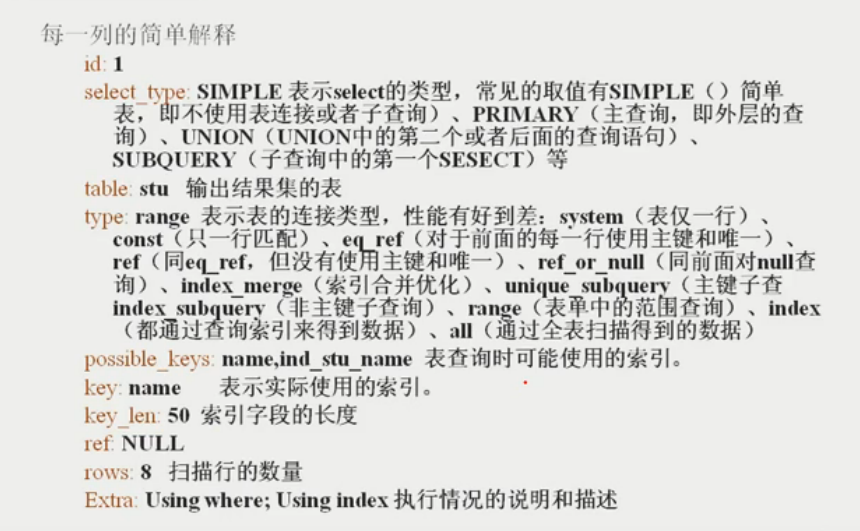 每一列的简单解释
id: 1
select_type: SIMPLE 表示select的类型，常见的取值有SIMPLE（）简单
表，即不使用表连接或者子查询）、PRIMARY（主查询，即外层的查
询）、UNION（UNION中的第二个或者后面的查询语句）、
SUBQUERY（子查询中的第一个SESECT）等
table: stu 输出结果集的表
type: range 表示表的连接类型，性能有好到差：system（表仅一行）、
const（只一行匹配）、eq_ref（对于前面的每一行使用主键和唯一）、
ref（同eq_ref，但没有使用主键和唯一）、ref_or_null（同前面对null查
询）、index_merge（索引合并优化）、unique_subquery（主键子查
index_subquery（非主键子查询）、range（表单中的范围查询）、index
（都通过查询索引来得到数据）、all（通过全表扫描得到的数据）
possible_keys: name,ind_stu_name 表查询时可能使用的索引。
key: name 表示实际使用的索引。
key_len: 50 索引字段的长度
ref: NULL
rows: 8 扫描行的数量
Extra: Using where; Using index 执行情况的说明和描述